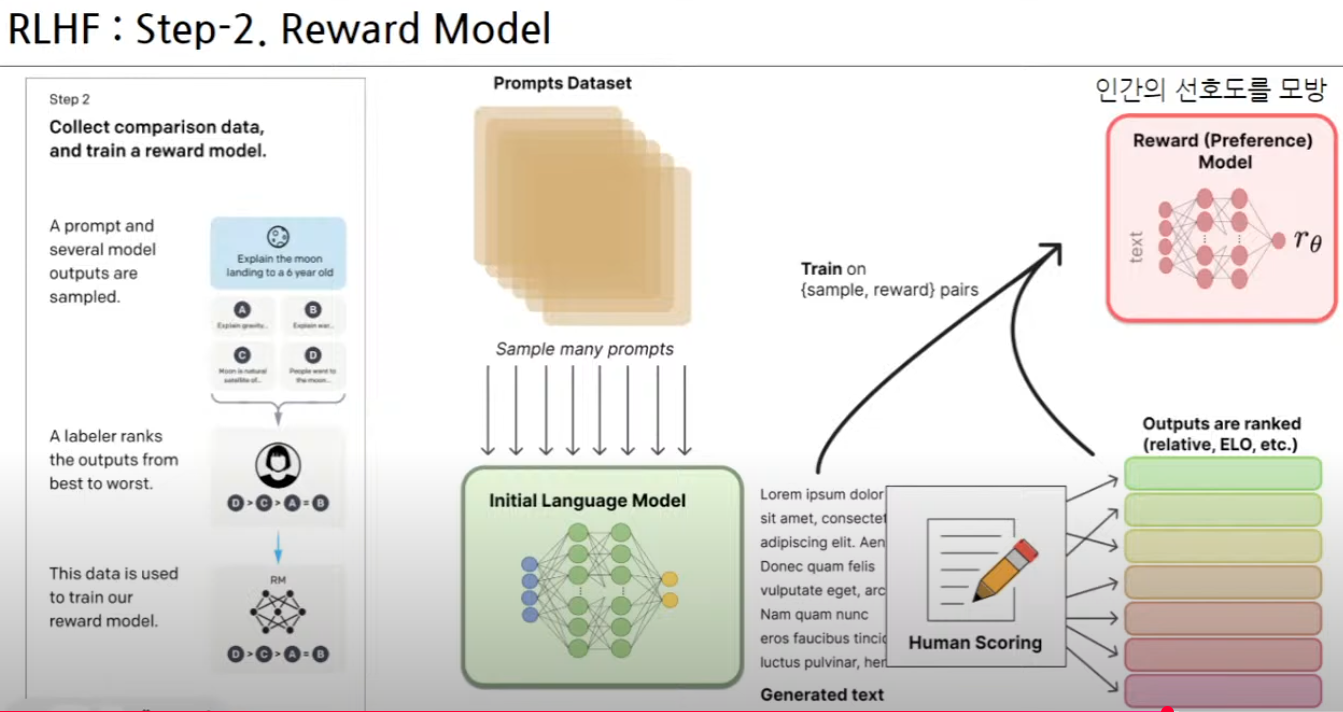 RLHF : Step-2. Reward Model
Step 2
Collect comparison data,
and train a reward model.
A prompt and
several model
outputs are
sampled.
Explain the moon
landing to a 6 year old
A
Explain gravity...
B
Explain war...
C
Moon is natural
satellite of...
D
People went to
the moon...
A labeler ranks
the outputs from
best to worst.
D > C > A = B
This data is used
to train our
reward model.
RM
D > C > A = B
Prompts Dataset
Sample many prompts
Initial Language Model
Train on
{sample, reward} pairs
Lorem ipsum dolor
sit amet, consectet
adipiscing elit. Aen
Donec quam felis
vulputate eget, arc
Nam quam nunc
eros faucibus tincid
luctus pulvinar, her
Generated text
Human Scoring
인간의 선호도를 모방
Reward (Preference)
Model
text
rθ
Outputs are ranked
(relative, ELO, etc.)